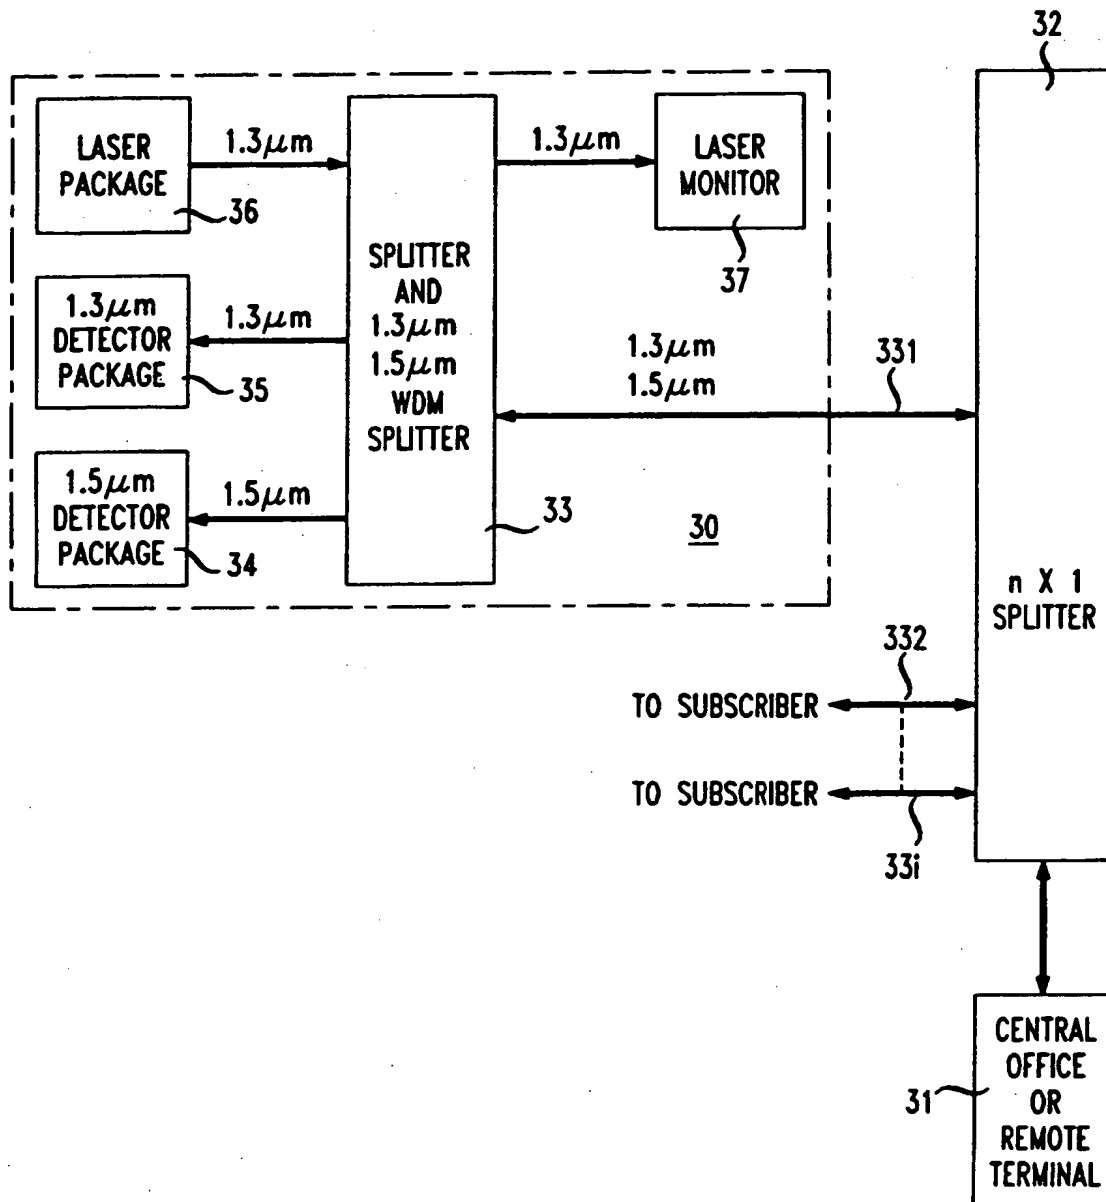 32
LASER
PACKAGE
36
1.3μm
1.3μm
LASER
MONITOR
37
SPLITTER
AND
1.3μm
1.5μm
WDM
SPLITTER
33
1.3μm
DETECTOR
PACKAGE
35
1.3μm
1.3μm
1.5μm
331
1.5μm
DETECTOR
PACKAGE
34
1.5μm
30
n X 1
SPLITTER
332
TO SUBSCRIBER
TO SUBSCRIBER
33i
31
CENTRAL
OFFICE
OR
REMOTE
TERMINAL